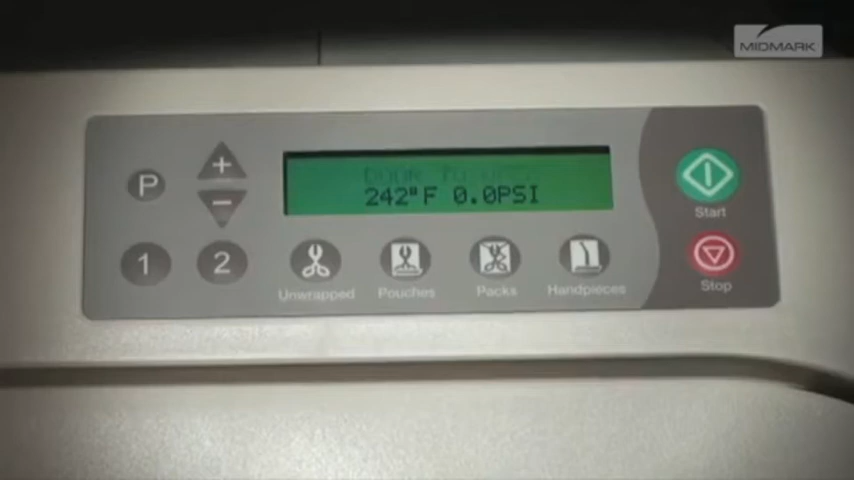 MIDMARK
P
+
-
242°F 0.0PSI
Start
1
2
Unwrapped
Pouches
Packs
Handpieces
Stop